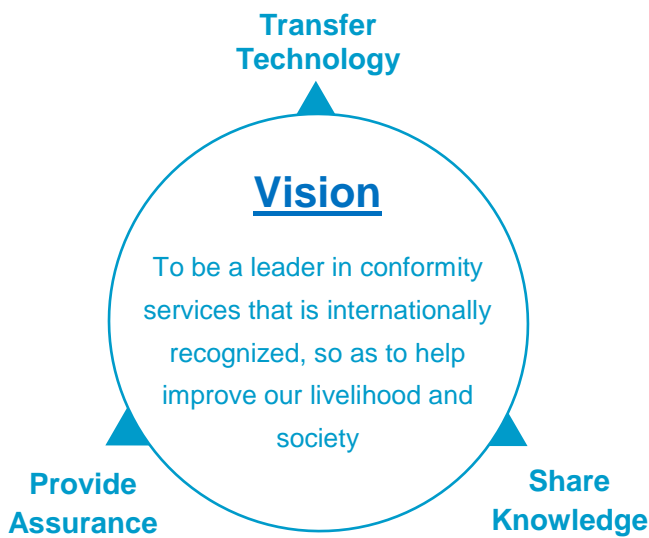 Transfer
Technology
Vision
To be a leader in conformity
services that is internationally
recognized, so as to help
improve our livelihood and
society
Provide
Assurance
Share
Knowledge